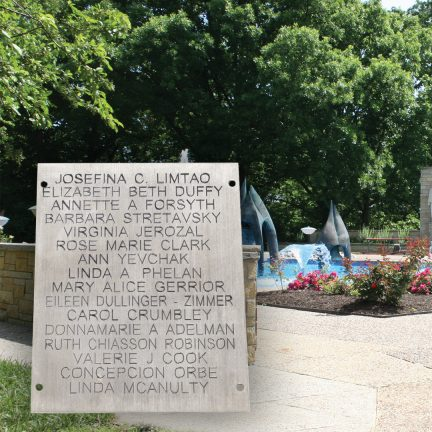 JOSEFINA C. LIMTAO
ELIZABETH BETH DUFFY
ANNETTE A FORSYTH
BARBARA STRETAVSKY
VIRGINIA JEROZAL
ROSE MARIE CLARK
ANN YEVCHAK
LINDA A PHELAN
MARY ALICE GERRIOR
EILEEN DULLINGER - ZIMMER
CAROL CRUMBLEY
DONNAMARIE A ADELMAN
RUTH CHIASSON ROBINSON
VALERIE J COOK
CONCEPCION ORBE
LINDA MCANULTY